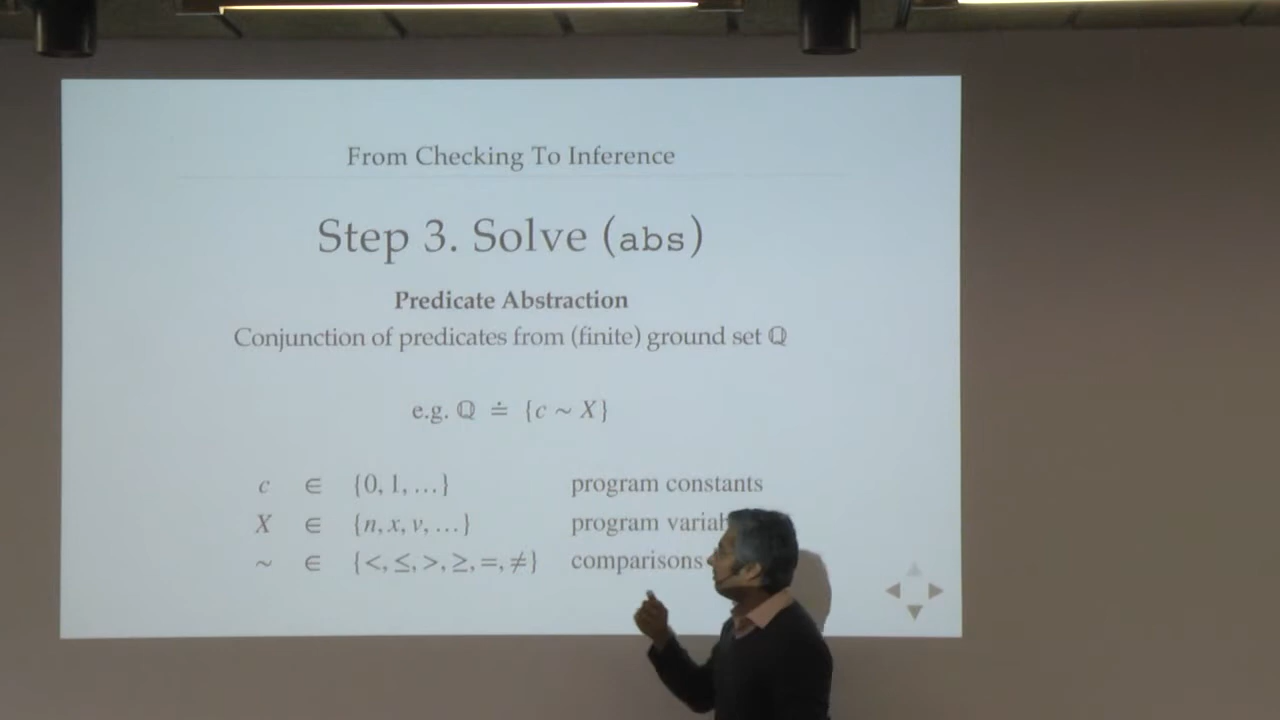 From Checking To Inference
Step 3. Solve (abs)
Predicate Abstraction
Conjunction of predicates from (finite) ground set ℚ
e.g. ℚ ≐ {c ∼ X}
c ∈ {0, 1, …} program constants
X ∈ {n, x, v, …} program
∼ ∈ {<, ≤, >, ≥, =, ≠} comparisons